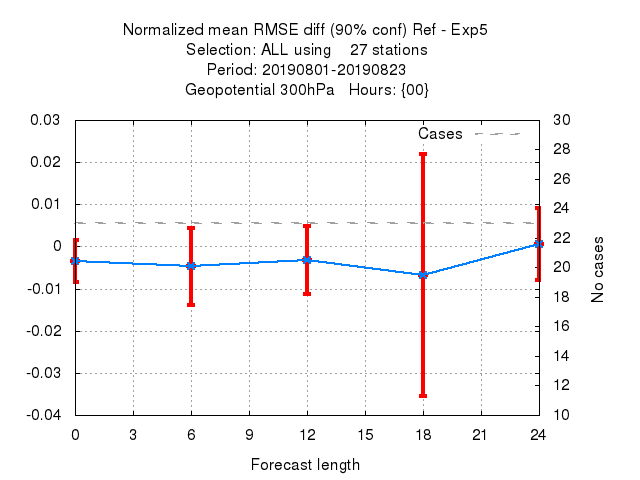 Normalized mean RMSE diff (90% conf) Ref - Exp5
Selection: ALL using 27 stations
Period: 20190801-20190823
Geopotential 300hPa Hours: {00}
Cases
0.03
0.02
0.01
0
-0.01
-0.02
-0.03
-0.04
30
28
26
24
22
20
18
16
14
12
10
No cases
0 3 6 9 12 15 18 21 24
Forecast length